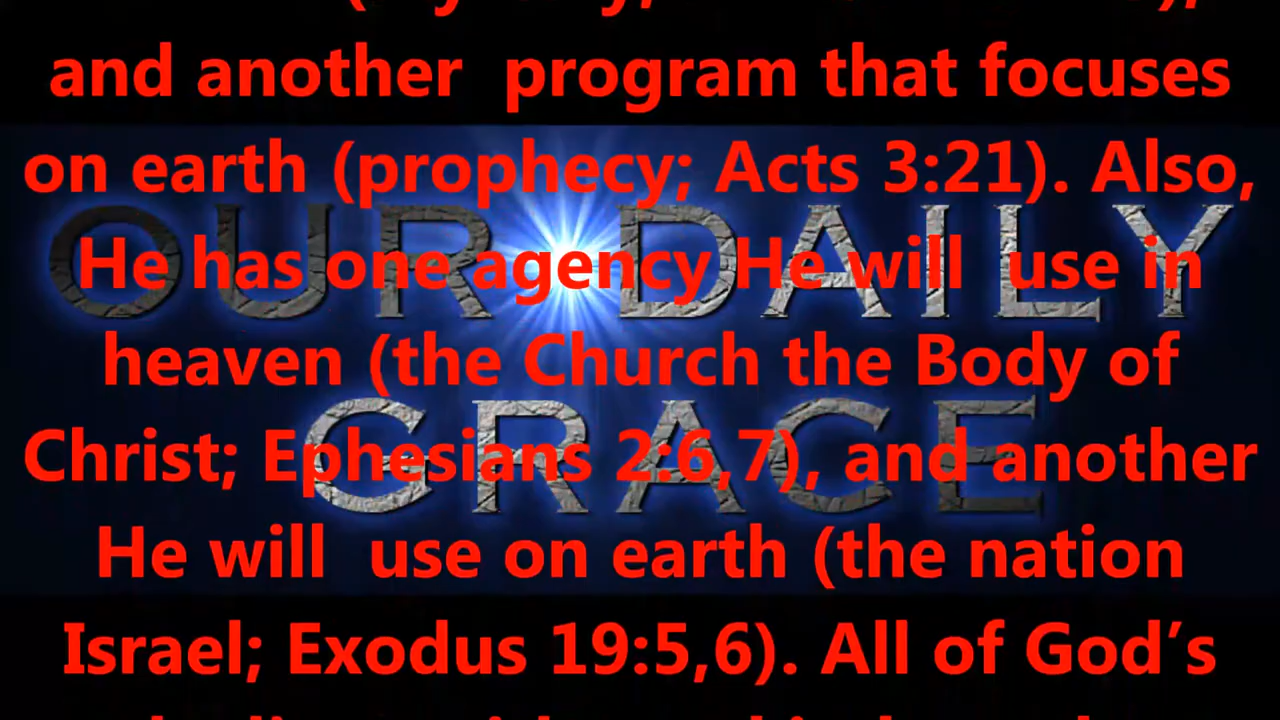 and another  program that focuses
on earth (prophecy; Acts 3:21). Also,
OUR DAILY
He has one agency He will  use in
heaven (the Church the Body of
GRACE
Christ; Ephesians 2:6,7), and another
He will  use on earth (the nation
Israel; Exodus 19:5,6). All of God’s